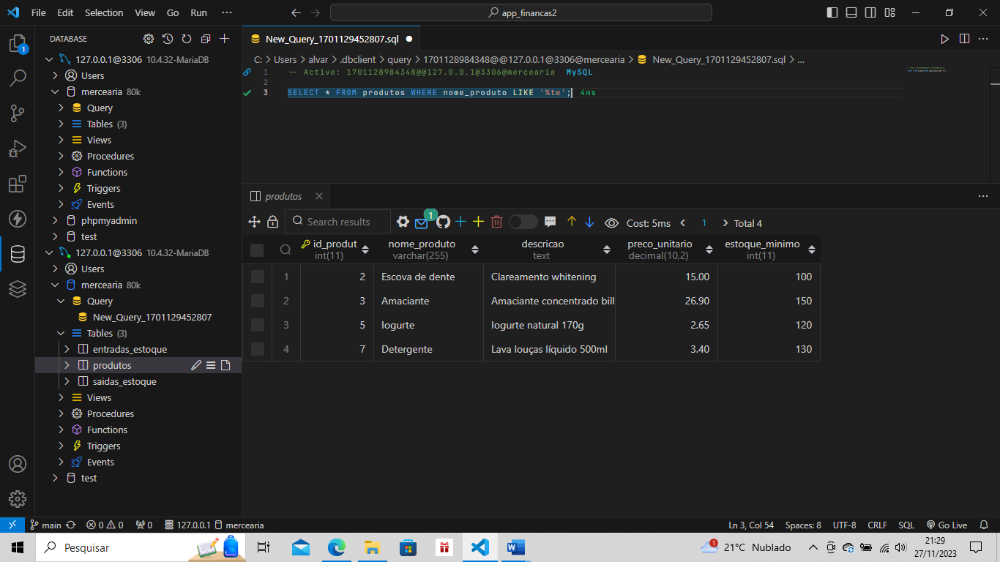 File Edit Selection View Go Run ··· app_financas2
DATABASE
127.0.0.1@3306 10.4.32-MariaDB
Users
mercearia 80k
Query
Tables (3)
Views
Procedures
Functions
Triggers
Events
phpmyadmin
test
127.0.0.1@3306 10.4.32-MariaDB
Users
mercearia 80k
Query
New_Query_1701129452807
Tables (3)
entradas_estoque
produtos
saidas_estoque
Views
Procedures
Functions
Triggers
Events
test
1
New_Query_1701129452807.sql
C: > Users > alvar > .dbclient > query > 1701128984348@@127.0.0.1@3306@mercearia > New_Query_1701129452807.sql > ...
1 -- Active: 1701128984348@@127.0.0.1@3306@mercearia MySQL
2
3 SELECT * FROM produtos WHERE nome_produto LIKE '%te'; 4ms
produtos
Search results 1 Cost: 5ms 1 Total 4
id_produt nome_produto descricao preco_unitario estoque_minimo
int(11) varchar(255) text decimal(10,2) int(11)
1 2 Escova de dente Clareamento whitening 15.00 100
2 3 Amaciante Amaciante concentrado bill 26.90 150
3 5 Iogurte Iogurte natural 170g 2.65 120
4 7 Detergente Lava louças líquido 500ml 3.40 130
main 0 0 0 127.0.0.1 mercearia Ln 3, Col 54 Spaces: 8 UTF-8 CRLF SQL Go Live
Pesquisar 1 21°C Nublado 21:29
27/11/2023